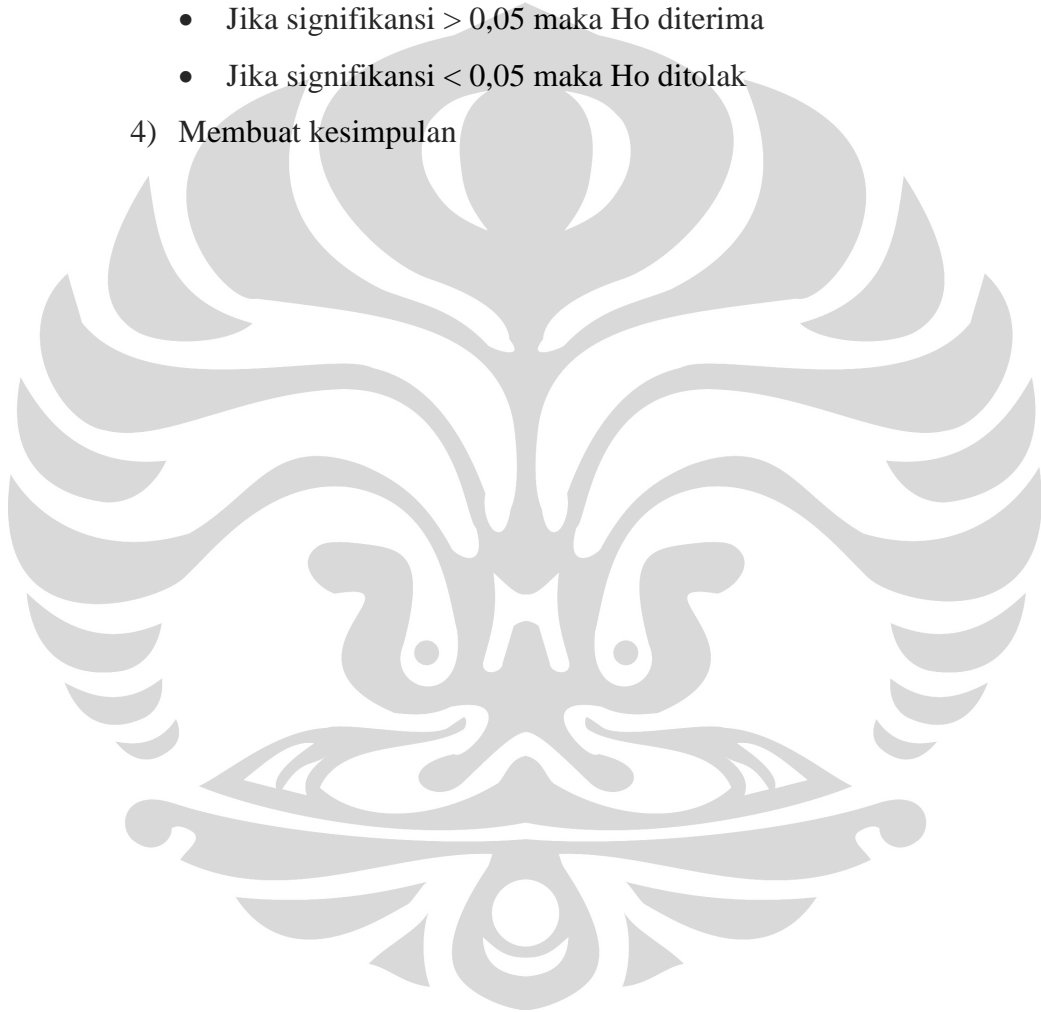 • Jika signifikansi > 0,05 maka Ho diterima
• Jika signifikansi < 0,05 maka Ho ditolak
4) Membuat kesimpulan